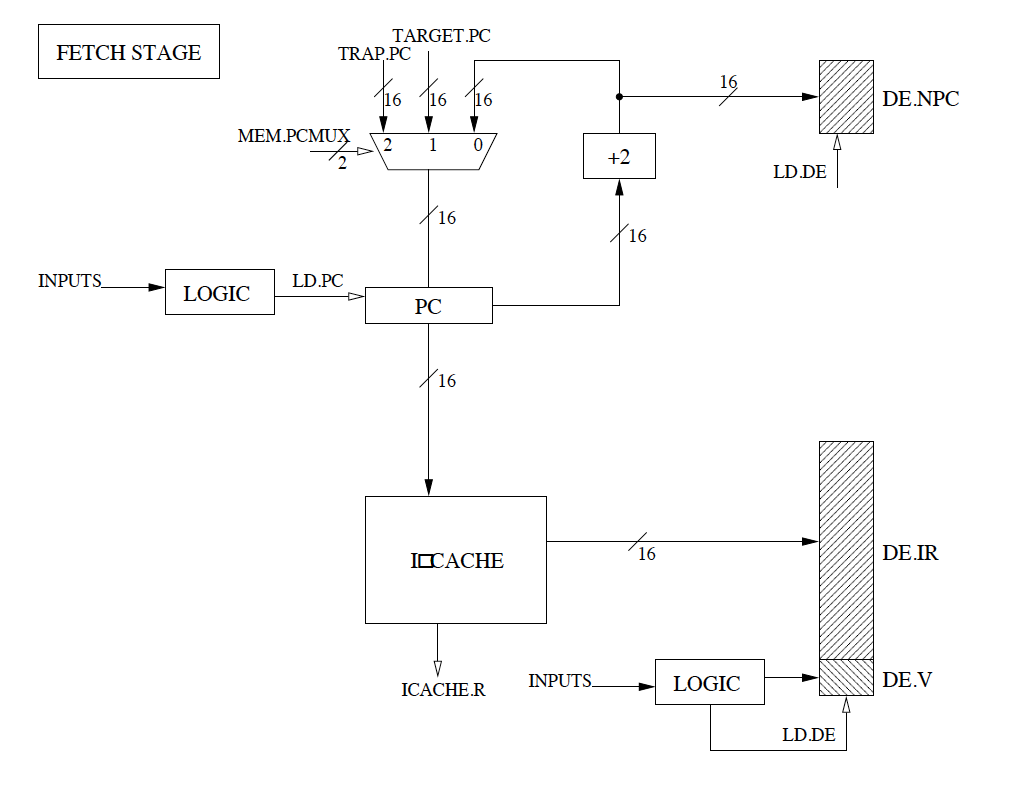 FETCH STAGE
TARGET.PC
TRAP.PC
16
16
16
16
DE.NPC
MEM.PCMUX
2
2
1
0
+2
LD.DE
16
16
INPUTS
LOGIC
LD.PC
PC
16
I□CACHE
16
DE.IR
ICACHE.R
INPUTS
LOGIC
DE.V
LD.DE